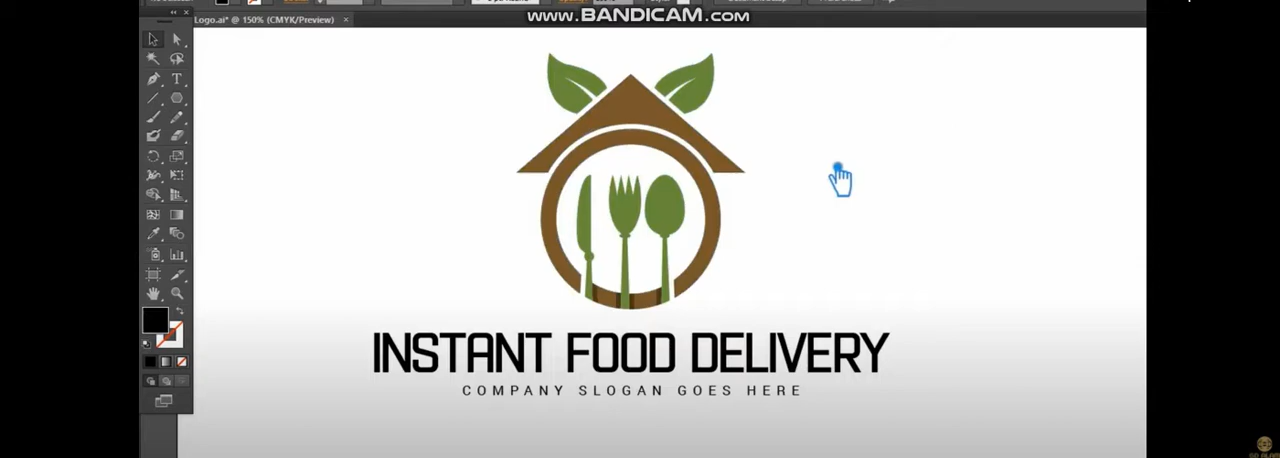 WWW.BANDICAM.COM
Logo.ai* @ 150% (CMYK/Preview)
INSTANT FOOD DELIVERY
COMPANY SLOGAN GOES HERE